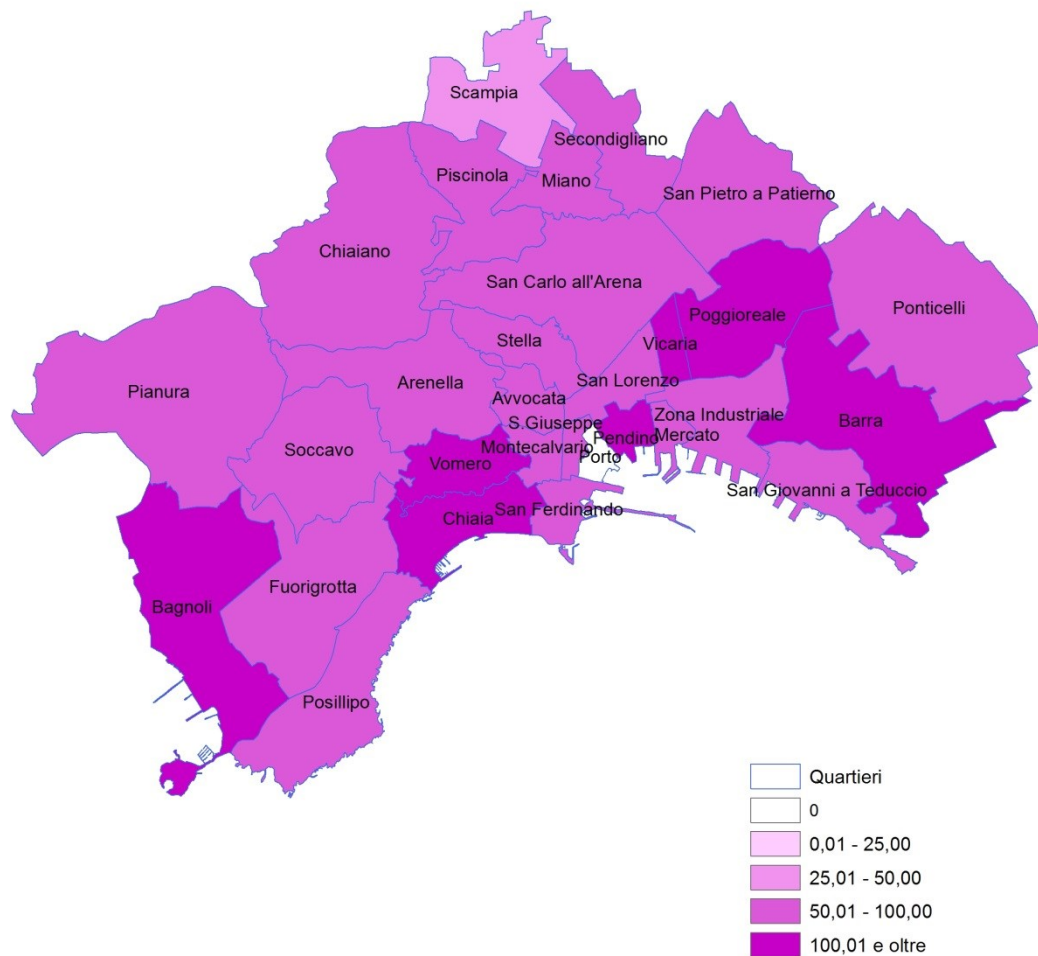 Scampia
Secondigliano
Piscinola
Miano
San Pietro a Patierno
Chiaiano
San Carlo all'Arena
Ponticelli
Poggioreale
Stella
Vicaria
Pianura
Arenella
San Lorenzo
Avvocata
Zona Industriale
Barra
S.Giuseppe
Soccavo
Montecalvario
Pendino
Mercato
Vomero
Porto
San Giovanni a Teduccio
Chiaia
San Ferdinando
Fuorigrotta
Bagnoli
Posillipo
Quartieri
0
0,01 - 25,00
25,01 - 50,00
50,01 - 100,00
100,01 e oltre